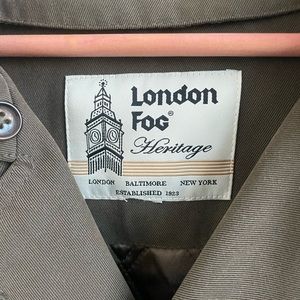 London
FOG®
Heritage
LONDON BALTIMORE NEW YORK
ESTABLISHED 1923